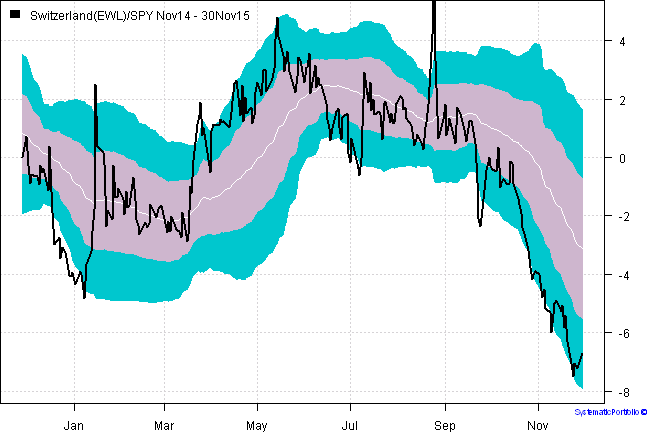 Switzerland(EWL)/SPY Nov14 - 30Nov15
4
2
0
-2
-4
-6
-8
Jan Mar May Jul Sep Nov
SystematicPortfolio ©